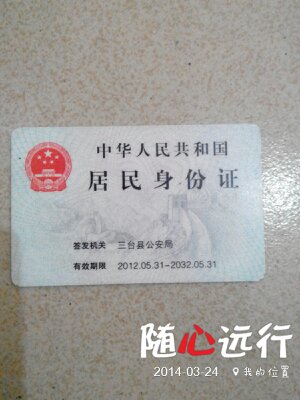 中华人民共和国
居民身份证
签发机关 三台县公安局
有效期限 2012.05.31-2032.05.31
随心远行
2014-03-24 我的位置